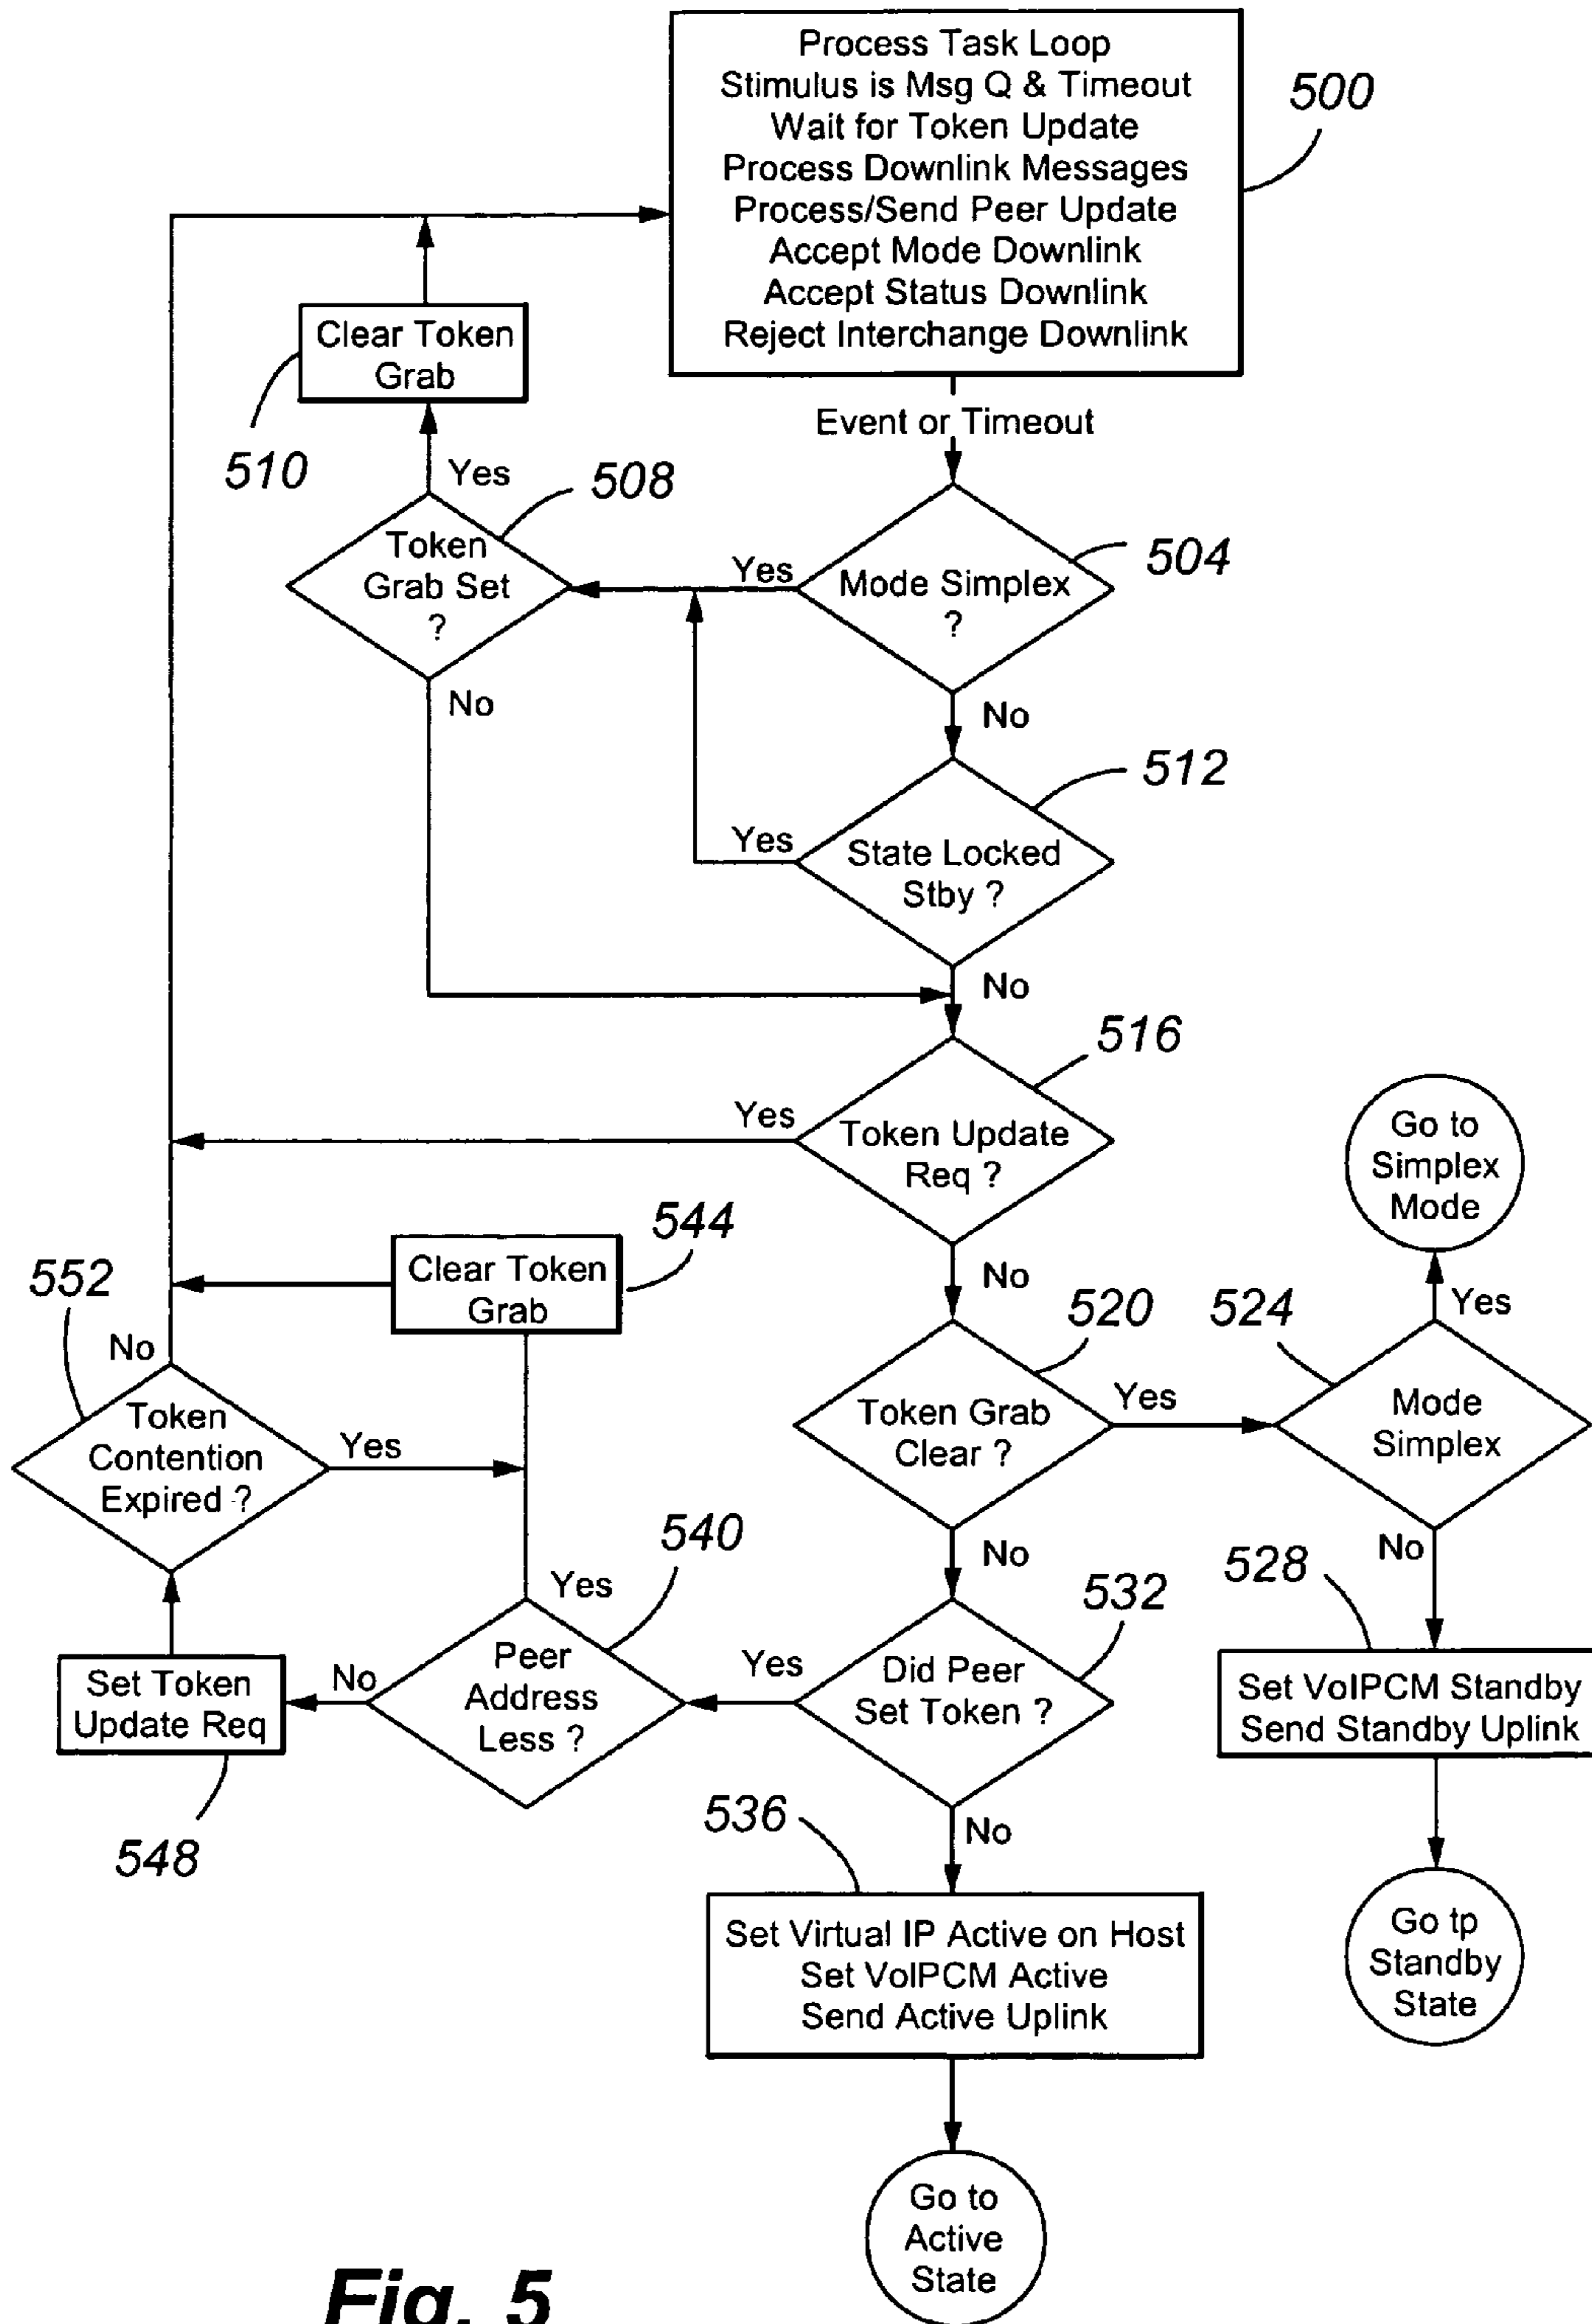 Process Task Loop
Stimulus is Msg Q & Timeout
Wait for Token Update
Process Downlink Messages
Process/Send Peer Update
Accept Mode Downlink
Accept Status Downlink
Reject Interchange Downlink
500
Event or Timeout
Clear Token
Grab
510
Yes
508
Token
Grab Set
?
No
Yes
Mode Simplex
?
504
No
512
Yes
State Locked
Stby ?
No
516
Yes
Token Update
Req ?
No
Go to
Simplex
Mode
Yes
544
Clear Token
Grab
552
No
Token
Contention
Expired ?
Yes
520
Token Grab
Clear ?
Yes
No
524
Mode
Simplex
No
528
Set VoIPCM Standby
Send Standby Uplink
Go tp
Standby
State
532
Did Peer
Set Token ?
Yes
No
540
Yes
Peer
Address
Less ?
No
Set Token
Update Req
548
536
Set Virtual IP Active on Host
Set VoIPCM Active
Send Active Uplink
Go to
Active
State
Fig. 5